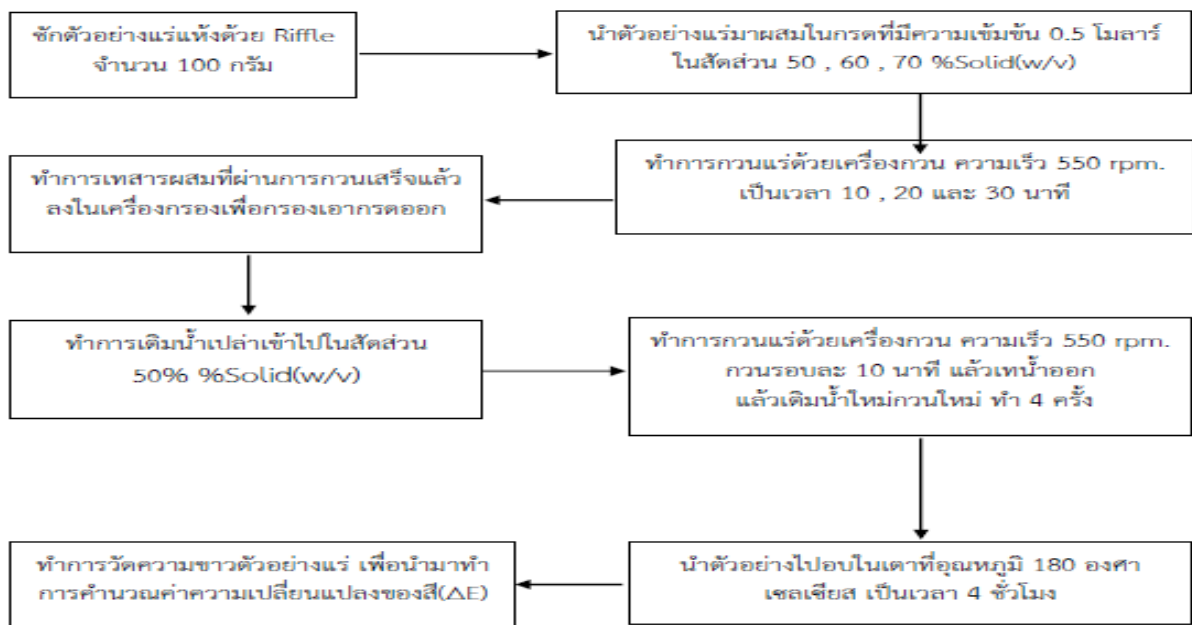 ชักตัวอย่างแร่แห้งด้วย Riffle
จำนวน 100 กรัม
นำตัวอย่างแร่มาผสมในกรดที่มีความเข้มข้น 0.5 โมลาร์
ในสัดส่วน 50 , 60 , 70 %Solid(w/v)
ทำการกวนแร่ด้วยเครื่องกวน ความเร็ว 550 rpm.
เป็นเวลา 10 , 20 และ 30 นาที
ทำการเทสารผสมที่ผ่านการกวนเสร็จแล้ว
ลงในเครื่องกรองเพื่อกรองเอากรดออก
ทำการเติมน้ำเปล่าเข้าไปในสัดส่วน
50% %Solid(w/v)
ทำการกวนแร่ด้วยเครื่องกวน ความเร็ว 550 rpm.
กวนรอบละ 10 นาที แล้วเทน้ำออก
แล้วเติมน้ำใหม่กวนใหม่ ทำ 4 ครั้ง
นำตัวอย่างไปอบในเตาที่อุณหภูมิ 180 องศา
เซลเซียส เป็นเวลา 4 ชั่วโมง
ทำการวัดความขาวตัวอย่างแร่ เพื่อนำมาทำ
การคำนวณค่าความเปลี่ยนแปลงของสี(ΔE)